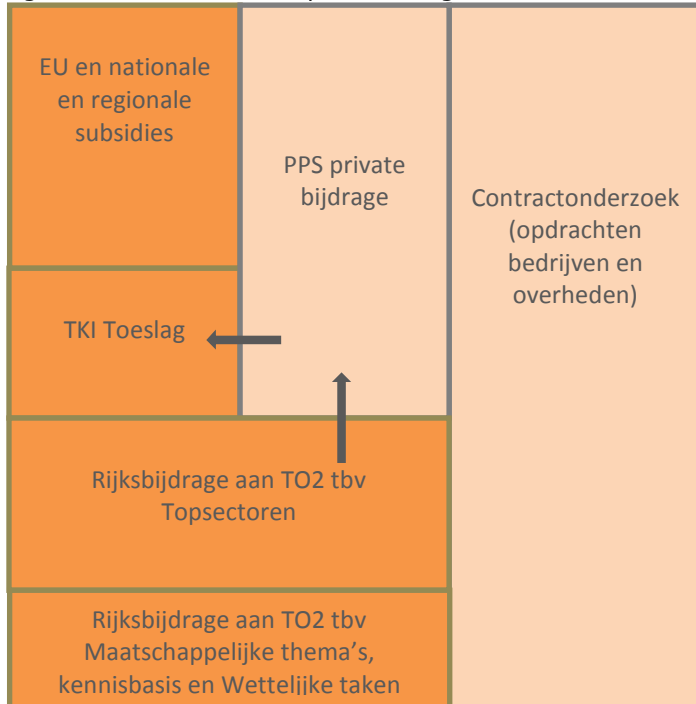 EU en nationale
en regionale
subsidies
PPS private
bijdrage
Contractonderzoek
(opdrachten
bedrijven en
overheden)
TKI Toeslag
Rijksbijdrage aan TO2 tbv
Topsectoren
Rijksbijdrage aan TO2 tbv
Maatschappelijke thema’s,
kennisbasis en Wettelijke taken